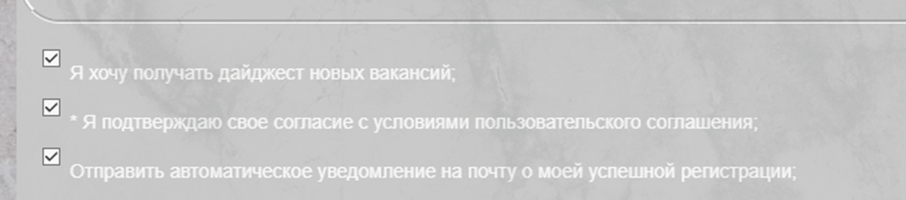 Я хочу получать дайджест новых вакансий;
* Я подтверждаю свое согласие с условиями пользовательского соглашения;
Отправить автоматическое уведомление на почту о моей успешной регистрации;